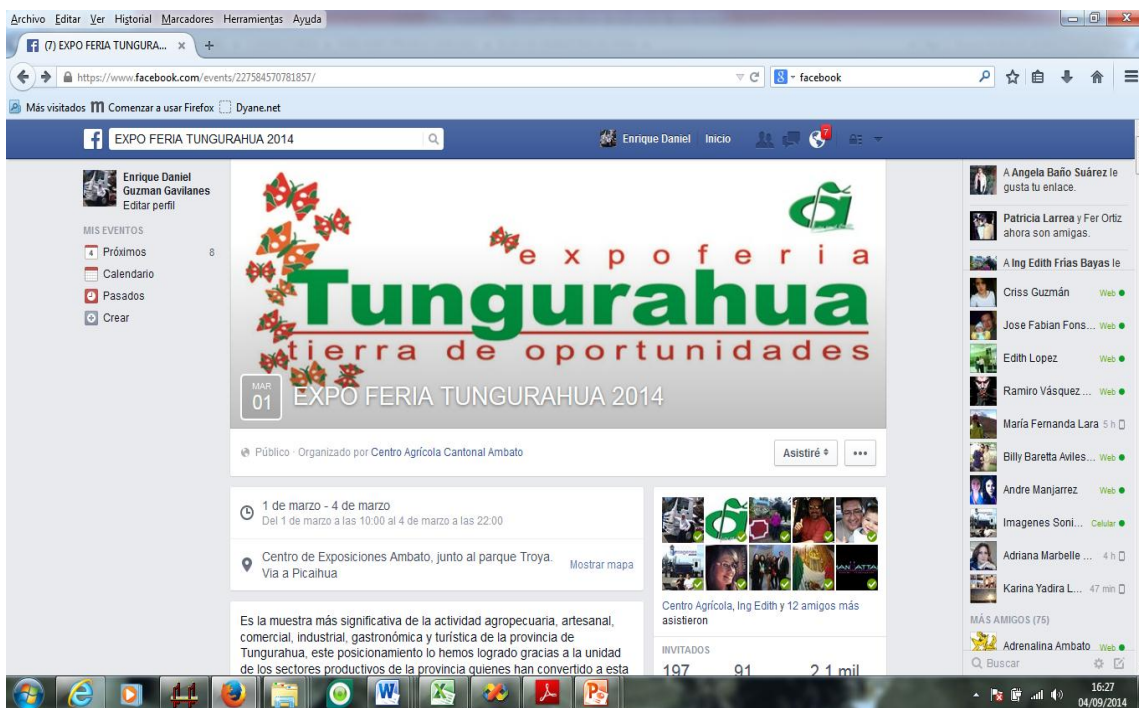 Archivo Editar Ver Historial Marcadores Herramientas Ayuda
(7) EXPO FERIA TUNGURA...
https://www.facebook.com/events/227584570781857/
facebook
Más visitados Comenzar a usar Firefox Dyane.net
EXPO FERIA TUNGURAHUA 2014
Enrique Daniel Inicio
7
Enrique Daniel
Guzman Gavilanes
Editar perfil
MIS EVENTOS
4 Próximos 8
Calendario
Pasados
Crear
expoferia
Tungurahua
tierra de oportunidades
MAR
01
EXPO FERIA TUNGURAHUA 2014
Público · Organizado por Centro Agrícola Cantonal Ambato
Asistiré
1 de marzo - 4 de marzo
Del 1 de marzo a las 10:00 al 4 de marzo a las 22:00
Centro de Exposiciones Ambato, junto al parque Troya.
Via a Picaihua
Mostrar mapa
Es la muestra más significativa de la actividad agropecuaria, artesanal,
comercial, industrial, gastronómica y turística de la provincia de
Tungurahua, este posicionamiento lo hemos logrado gracias a la unidad
de los sectores productivos de la provincia quienes han convertido a esta
Centro Agrícola, Ing Edith y 12 amigos más
asistieron
INVITADOS
197 91 2,1 mil
A Angela Baño Suárez le
gusta tu enlace.
Patricia Larrea y Fer Ortiz
ahora son amigas.
A Ing Edith Frías Bayas le
Criss Guzmán Web
Jose Fabian Fons... Web
Edith Lopez Web
Ramiro Vásquez ... Web
María Fernanda Lara 5 h
Billy Baretta Aviles... Web
Andre Manjarrez Web
Imagenes Soni... Celular
Adriana Marbelle ... 4 h
Karina Yadira L... 47 min
MÁS AMIGOS (75)
Adrenalina Ambato Web
Buscar
16:27
04/09/2014